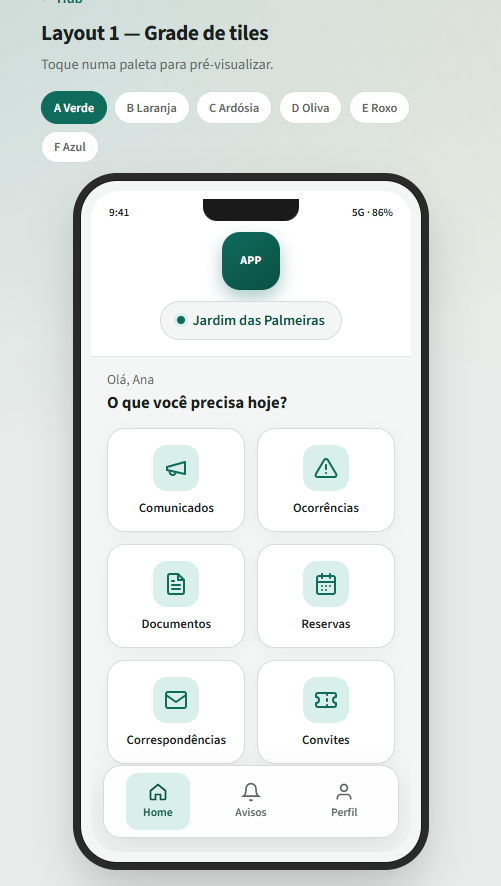 Hub
Layout 1 — Grade de tiles
Toque numa paleta para pré-visualizar.
A Verde
B Laranja
C Ardósia
D Oliva
E Roxo
F Azul
9:41
5G · 86%
APP
Jardim das Palmeiras
Olá, Ana
O que você precisa hoje?
Comunicados
Ocorrências
Documentos
Reservas
Correspondências
Convites
Home
Avisos
Perfil